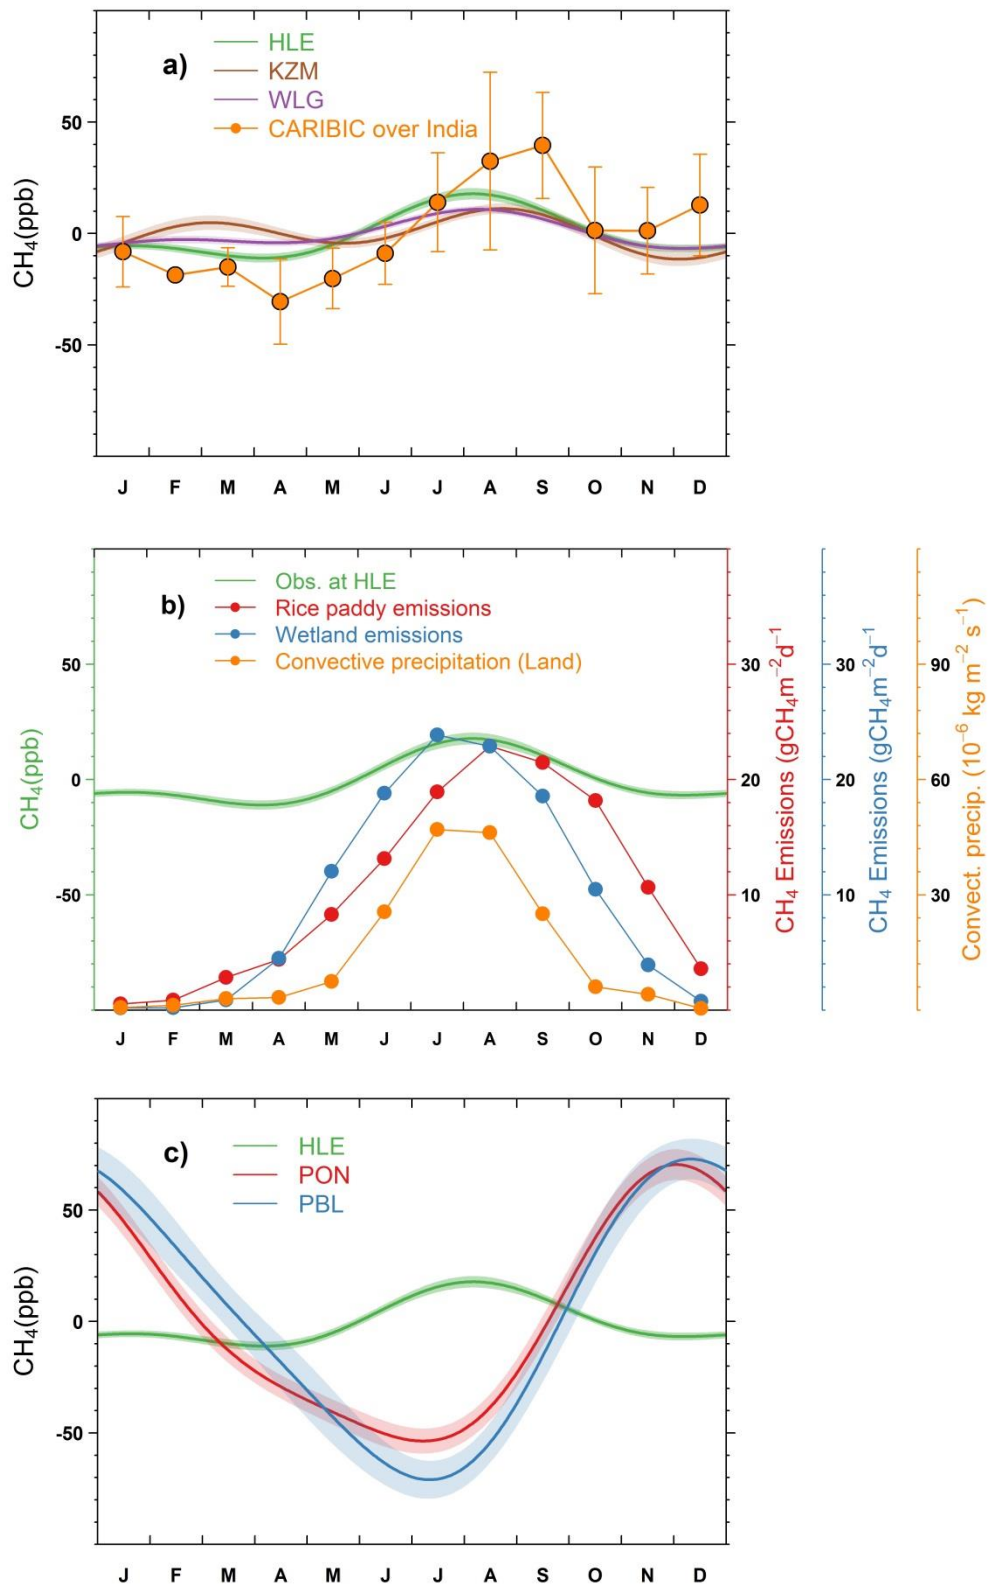 a)
HLE
KZM
WLG
CARIBIC over India
CH₄(ppb)
50
0
-50
J F M A M J J A S O N D
b)
Obs. at HLE
Rice paddy emissions
Wetland emissions
Convective precipitation (Land)
CH₄(ppb)
50
0
-50
30
20
10
CH₄ Emissions (gCH₄m⁻²d⁻¹
30
20
10
CH₄ Emissions (gCH₄m⁻²d⁻¹
90
60
30
Convect. precip. (10⁻⁶ kg m⁻² s⁻¹)
J F M A M J J A S O N D
c)
HLE
PON
PBL
CH₄(ppb)
50
0
-50
J F M A M J J A S O N D